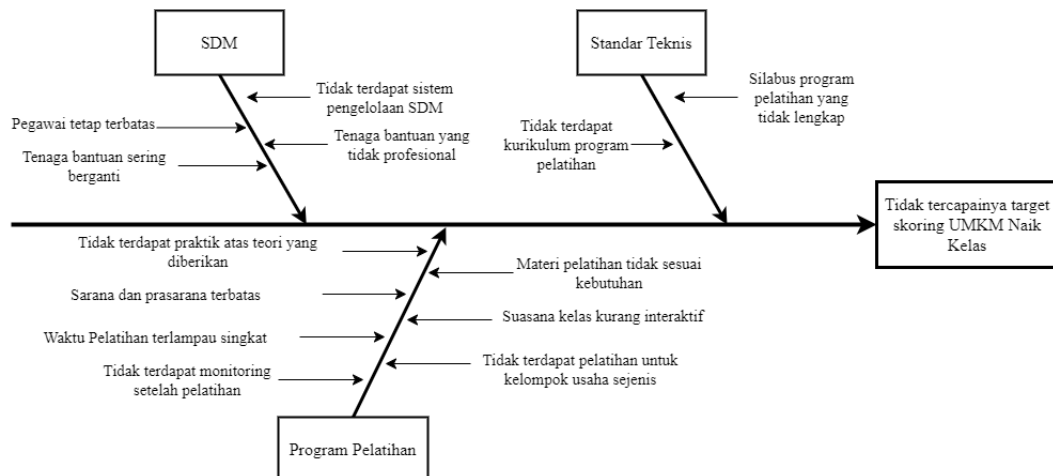 SDM
Standar Teknis
Tidak terdapat sistem
pengelolaan SDM
Pegawai tetap terbatas
Tenaga bantuan yang
tidak profesional
Tenaga bantuan sering
berganti
Silabus program
pelatihan yang
tidak lengkap
Tidak terdapat
kurikulum program
pelatihan
Tidak tercapainya target
skoring UMKM Naik
Kelas
Tidak terdapat praktik atas teori yang
diberikan
Materi pelatihan tidak sesuai
kebutuhan
Sarana dan prasarana terbatas
Suasana kelas kurang interaktif
Waktu Pelatihan terlampau singkat
Tidak terdapat pelatihan untuk
kelompok usaha sejenis
Tidak terdapat monitoring
setelah pelatihan
Program Pelatihan